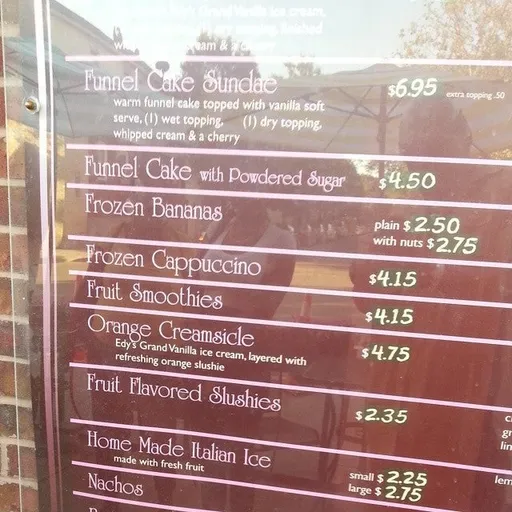 Grand Vanilla ice cream,
Funnel Cake Sundae $6.95 extra topping .50
warm funnel cake topped with vanilla soft
serve, (1) wet topping, (1) dry topping,
whipped cream & a cherry
Funnel Cake with Powdered Sugar $4.50
Frozen Bananas
plain $2.50
with nuts $2.75
Frozen Cappuccino $4.15
Fruit Smoothies $4.15
Orange Creamsicle $4.75
Edy's Grand Vanilla ice cream, layered with
refreshing orange slushie
Fruit Flavored Slushies $2.35
Home Made Italian Ice
made with fresh fruit
small $2.25
large $2.75
Nachos